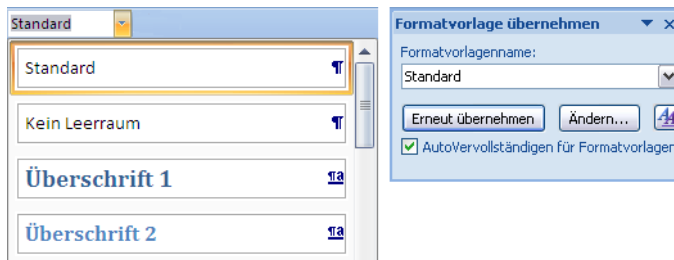 Standard
Standard ¶
Kein Leerraum ¶
Überschrift 1 ¶a
Überschrift 2 ¶a
Formatvorlage übernehmen
Formatvorlagenname:
Standard
Erneut übernehmen Ändern...
AutoVervollständigen für Formatvorlagen